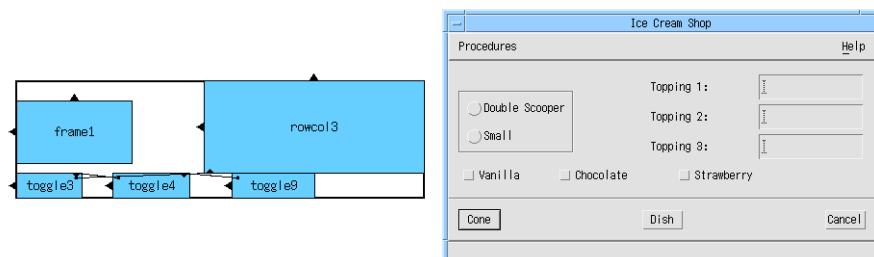 frame1
rowcol3
toggle3
toggle4
toggle9
Ice Cream Shop
Procedures
Help
Double Scooper
Small
Topping 1:
Topping 2:
Topping 3:
Vanilla
Chocolate
Strawberry
Cone
Dish
Cancel